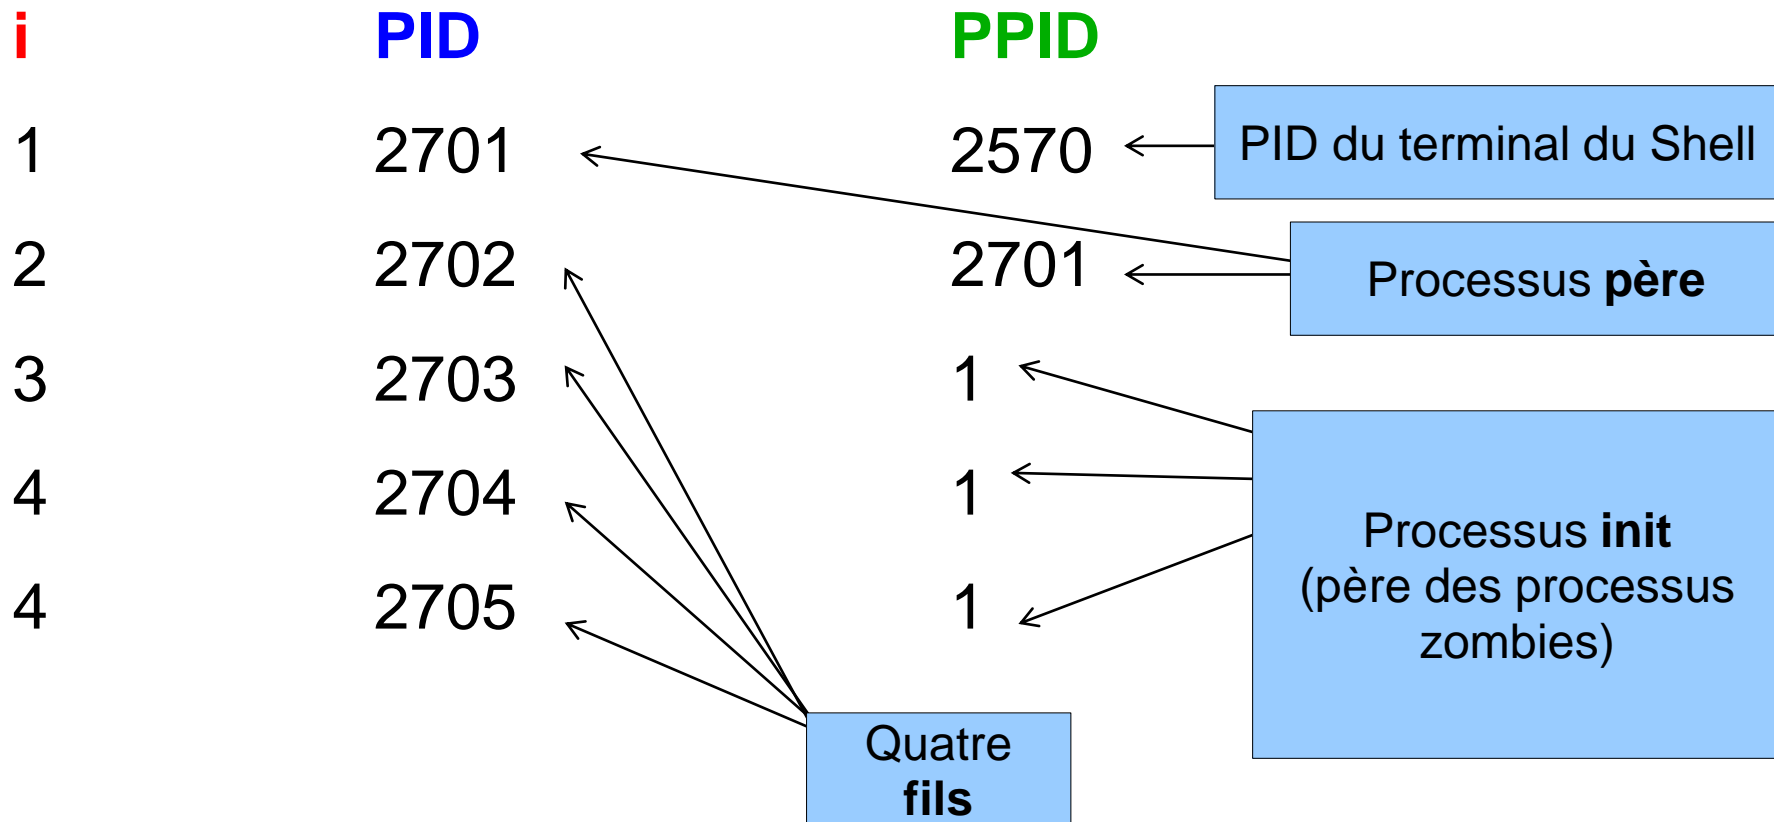 i PID PPID
1 2701 2570 PID du terminal du Shell
2 2702 2701 Processus père
3 2703 1
4 2704 1
4 2705 1
Processus init
(père des processus
zombies)
Quatre
fils